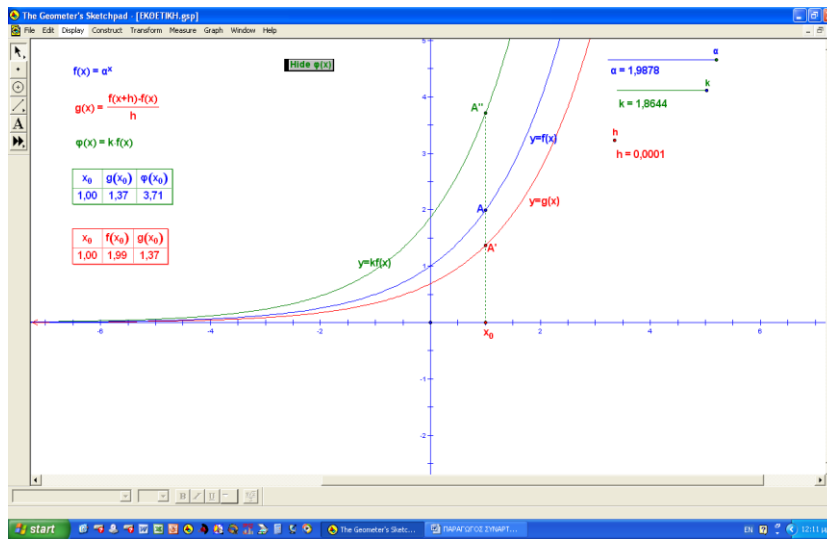 The Geometer's Sketchpad - [ΕΚΘΕΤΙΚΗ.gsp]
File Edit Display Construct Transform Measure Graph Window Help
f(x) = α^x
g(x) = f(x+h)-f(x) / h
φ(x) = k·f(x)
x₀ g(x₀) φ(x₀)
1,00 1,37 3,71
x₀ f(x₀) g(x₀)
1,00 1,99 1,37
Hide φ(x)
α
α = 1,9878
k
k = 1,8644
h
h = 0,0001
A''
y=f(x)
A
y=g(x)
A'
y=kf(x)
x₀
5
4
3
2
1
-1
-2
-6 -4 -2 2 4 6
A
B I U
start
The Geometer's Sketc...
ΠΑΡΑΓΩΓΟΣ ΣΥΝΑΡΤ...
EN
12:11 μμ